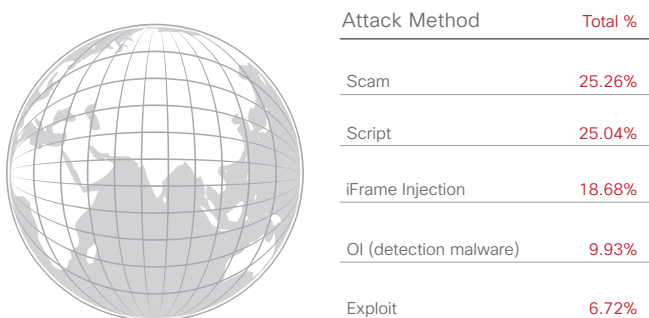 Attack Method Total %
Scam 25.26%
Script 25.04%
iFrame Injection 18.68%
OI (detection malware) 9.93%
Exploit 6.72%